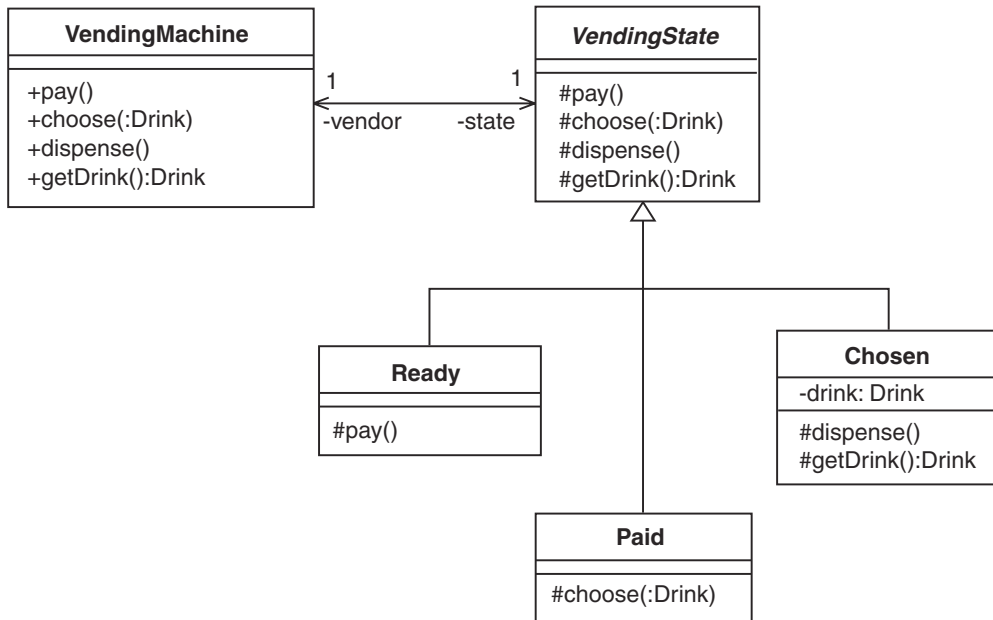 VendingMachine
+pay()
+choose(:Drink)
+dispense()
+getDrink():Drink
1
-vendor
1
-state
VendingState
#pay()
#choose(:Drink)
#dispense()
#getDrink():Drink
Ready
#pay()
Chosen
-drink: Drink
#dispense()
#getDrink():Drink
Paid
#choose(:Drink)